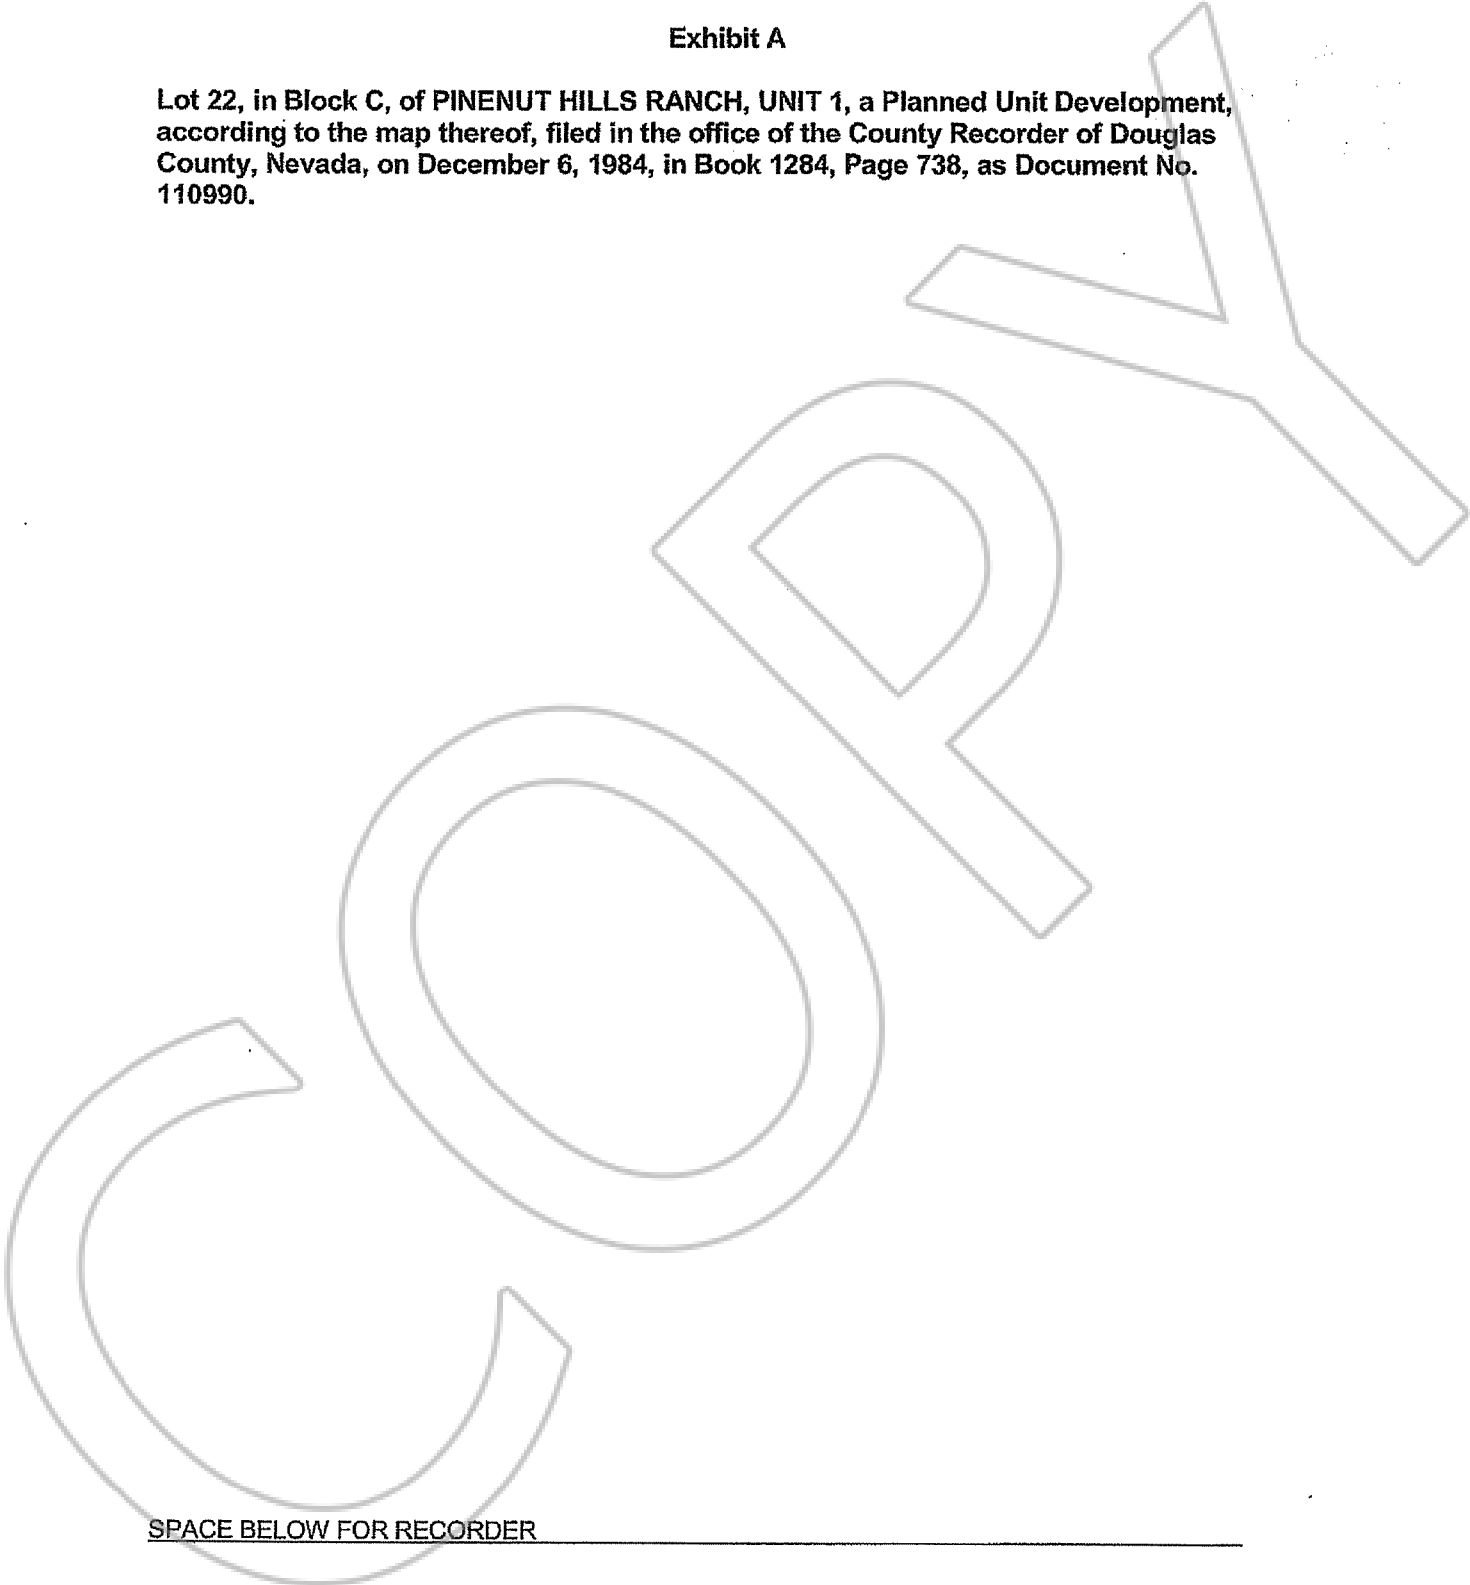 Exhibit A
Lot 22, in Block C, of PINENUT HILLS RANCH, UNIT 1, a Planned Unit Development,
according to the map thereof, filed in the office of the County Recorder of Douglas
County, Nevada, on December 6, 1984, in Book 1284, Page 738, as Document No.
110990.
COPY
SPACE BELOW FOR RECORDER